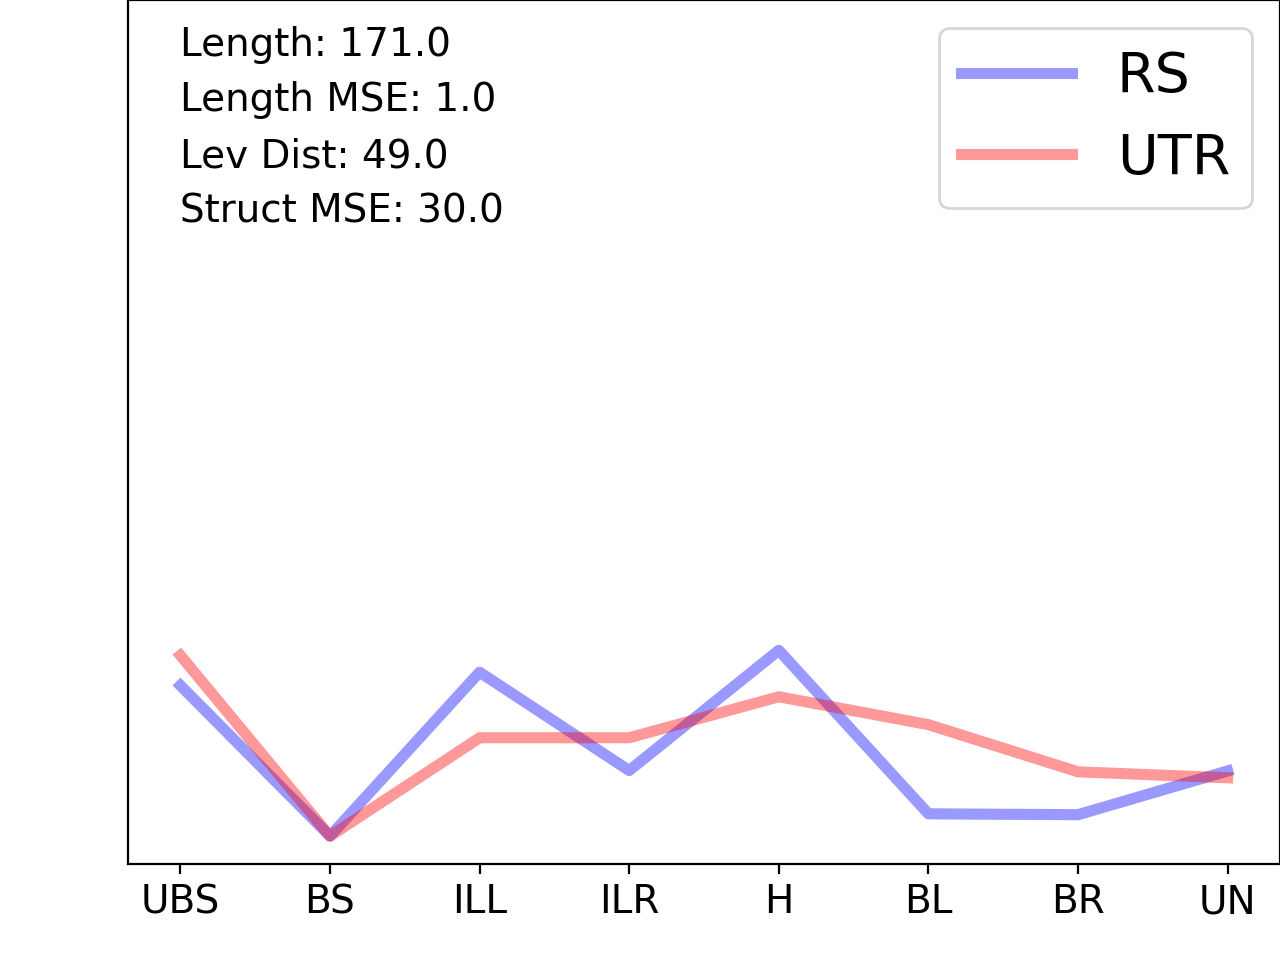 Length: 171.0
Length MSE: 1.0
Lev Dist: 49.0
Struct MSE: 30.0
RS
UTR
UBS BS ILL ILR H BL BR UN